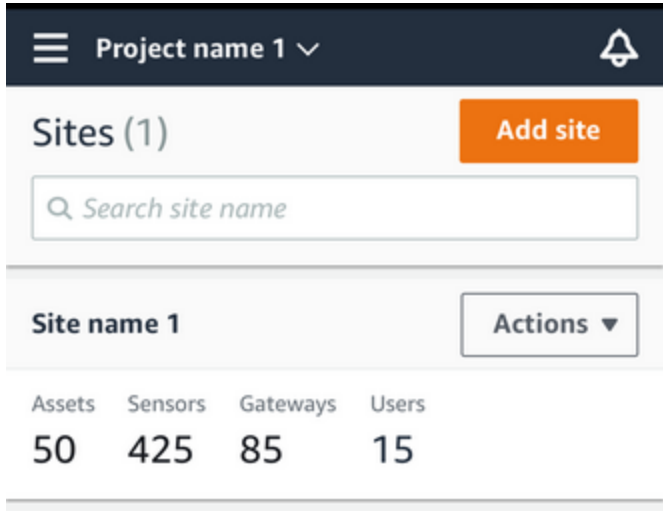 Project name 1
Sites (1)
Add site
Search site name
Site name 1
Actions
Assets Sensors Gateways Users
50 425 85 15